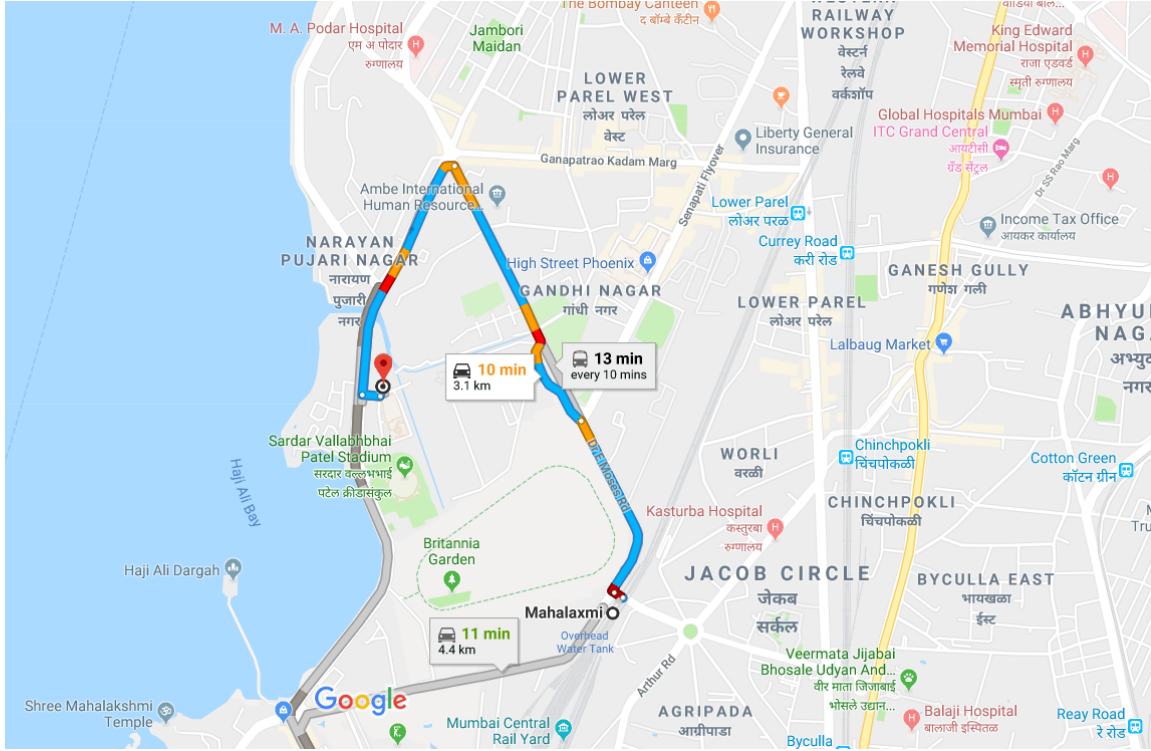 The Bombay Canteen
द बॉम्बे कॅंटीन
WESTERN
RAILWAY
WORKSHOP
वेस्टर्न
रेलवे
वर्कशॉप
King Edward
Memorial Hospital
राजा एडवर्ड
स्मृती रुग्णालय
M. A. Podar Hospital
एम अ पोदार
रुग्णालय
Jambori
Maidan
LOWER
PAREL WEST
लोअर परेल
वेस्ट
Global Hospitals Mumbai
ITC Grand Central
आयटीसी
ग्रँड सेंट्रल
Liberty General
Insurance
Ganapatrao Kadam Marg
Dr SS Rao Marg
Senapati Flyover
Ambe International
Human Resource...
Lower Parel
लोअर परळ
Income Tax Office
आयकर कार्यालय
Currey Road
करी रोड
NARAYAN
PUJARI NAGAR
नारायण
पुजारी
नगर
High Street Phoenix
GANDHI NAGAR
गांधी नगर
GANESH GULLY
गणेश गली
LOWER PAREL
लोअर परेल
ABHYU
NAGA
अभ्युद
नगर
Lalbaug Market
10 min
3.1 km
13 min
every 10 mins
Sardar Vallabhbhai
Patel Stadium
सरदार वल्लभभाई
पटेल क्रीडासंकुल
Dr E Moses Rd
WORLI
वरळी
Chinchpokli
चिंचपोकळी
Cotton Green
कॉटन ग्रीन
Haji Ali Bay
Kasturba Hospital
कस्तुरबा
रुग्णालय
CHINCHPOKLI
चिंचपोकळी
Britannia
Garden
Haji Ali Dargah
JACOB CIRCLE
जेकब
सर्कल
BYCULLA EAST
भायखळा
ईस्ट
Mahalaxmi
Overhead
Water Tank
11 min
4.4 km
Arthur Rd
Veermata Jijabai
Bhosale Udyan And...
वीर माता जिजाबाई
भोसले उद्यान...
Google
Shree Mahalakshmi
Temple
Mumbai Central
Rail Yard
AGRIPADA
आग्रीपाडा
Balaji Hospital
बालाजी इस्पितळ
Reay Road
रे रोड
Byculla